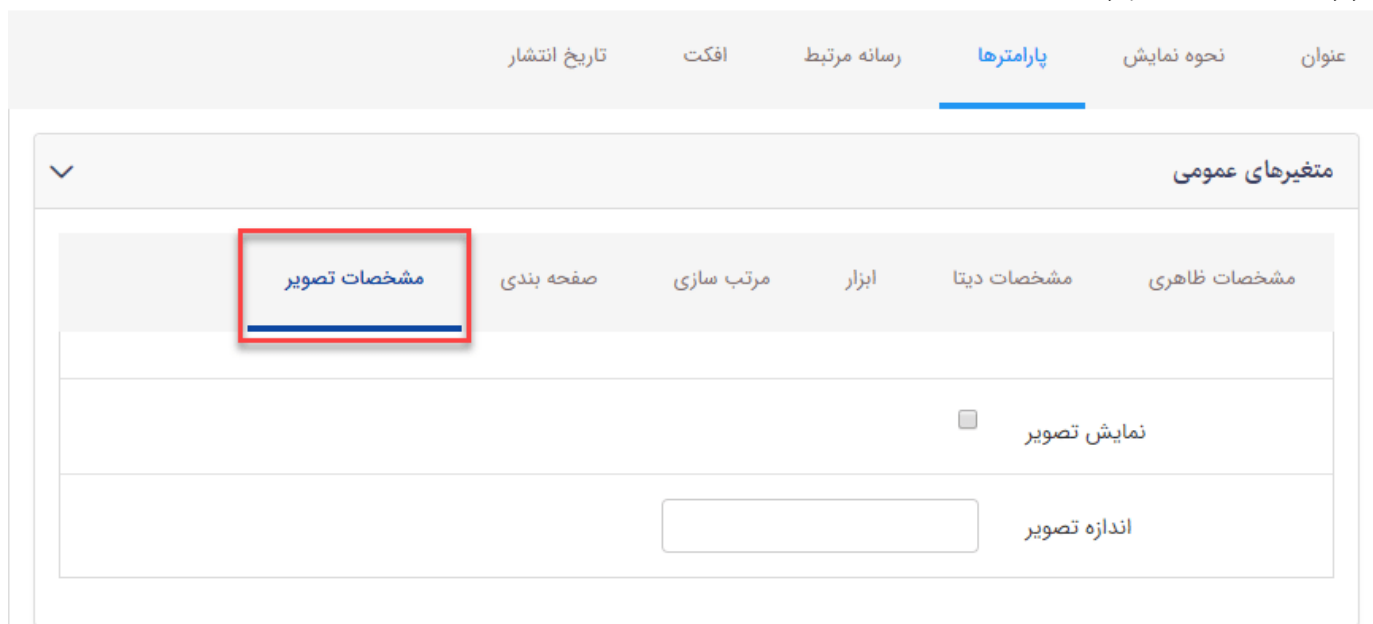 عنوان نحوه نمایش پارامترها رسانه مرتبط افکت تاریخ انتشار
متغیرهای عمومی
مشخصات ظاهری مشخصات دیتا ابزار مرتب سازی صفحه بندی مشخصات تصویر
نمایش تصویر
اندازه تصویر